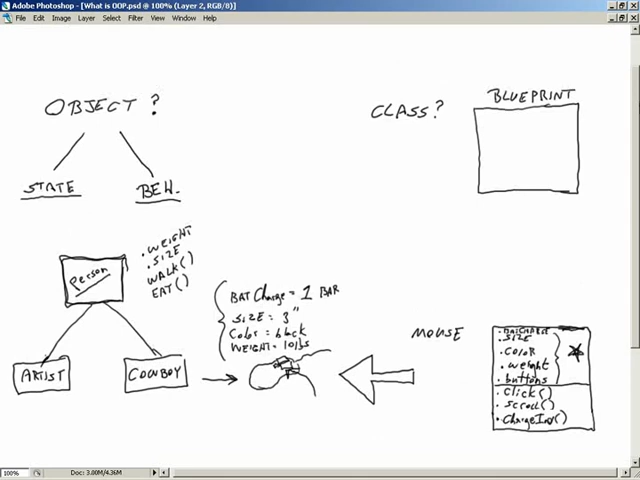 Adobe Photoshop - [What is OOP.psd @ 100% (Layer 2, RGB/8)]
File Edit Image Layer Select Filter View Window Help
OBJECT ?
CLASS?
BLUEPRINT
STATE
BEH.
Person
. WEIGHT
. SIZE
WALK()
EAT()
ARTIST
COWBOY
BAT Charge = 1 BAR
SIZE = 3"
Color = black
WEIGHT = 10lbs
MOUSE
. SIZE
. COLOR
. weight
. buttons
. Click()
. Scroll()
100%
Doc: 3.00M/4.36M